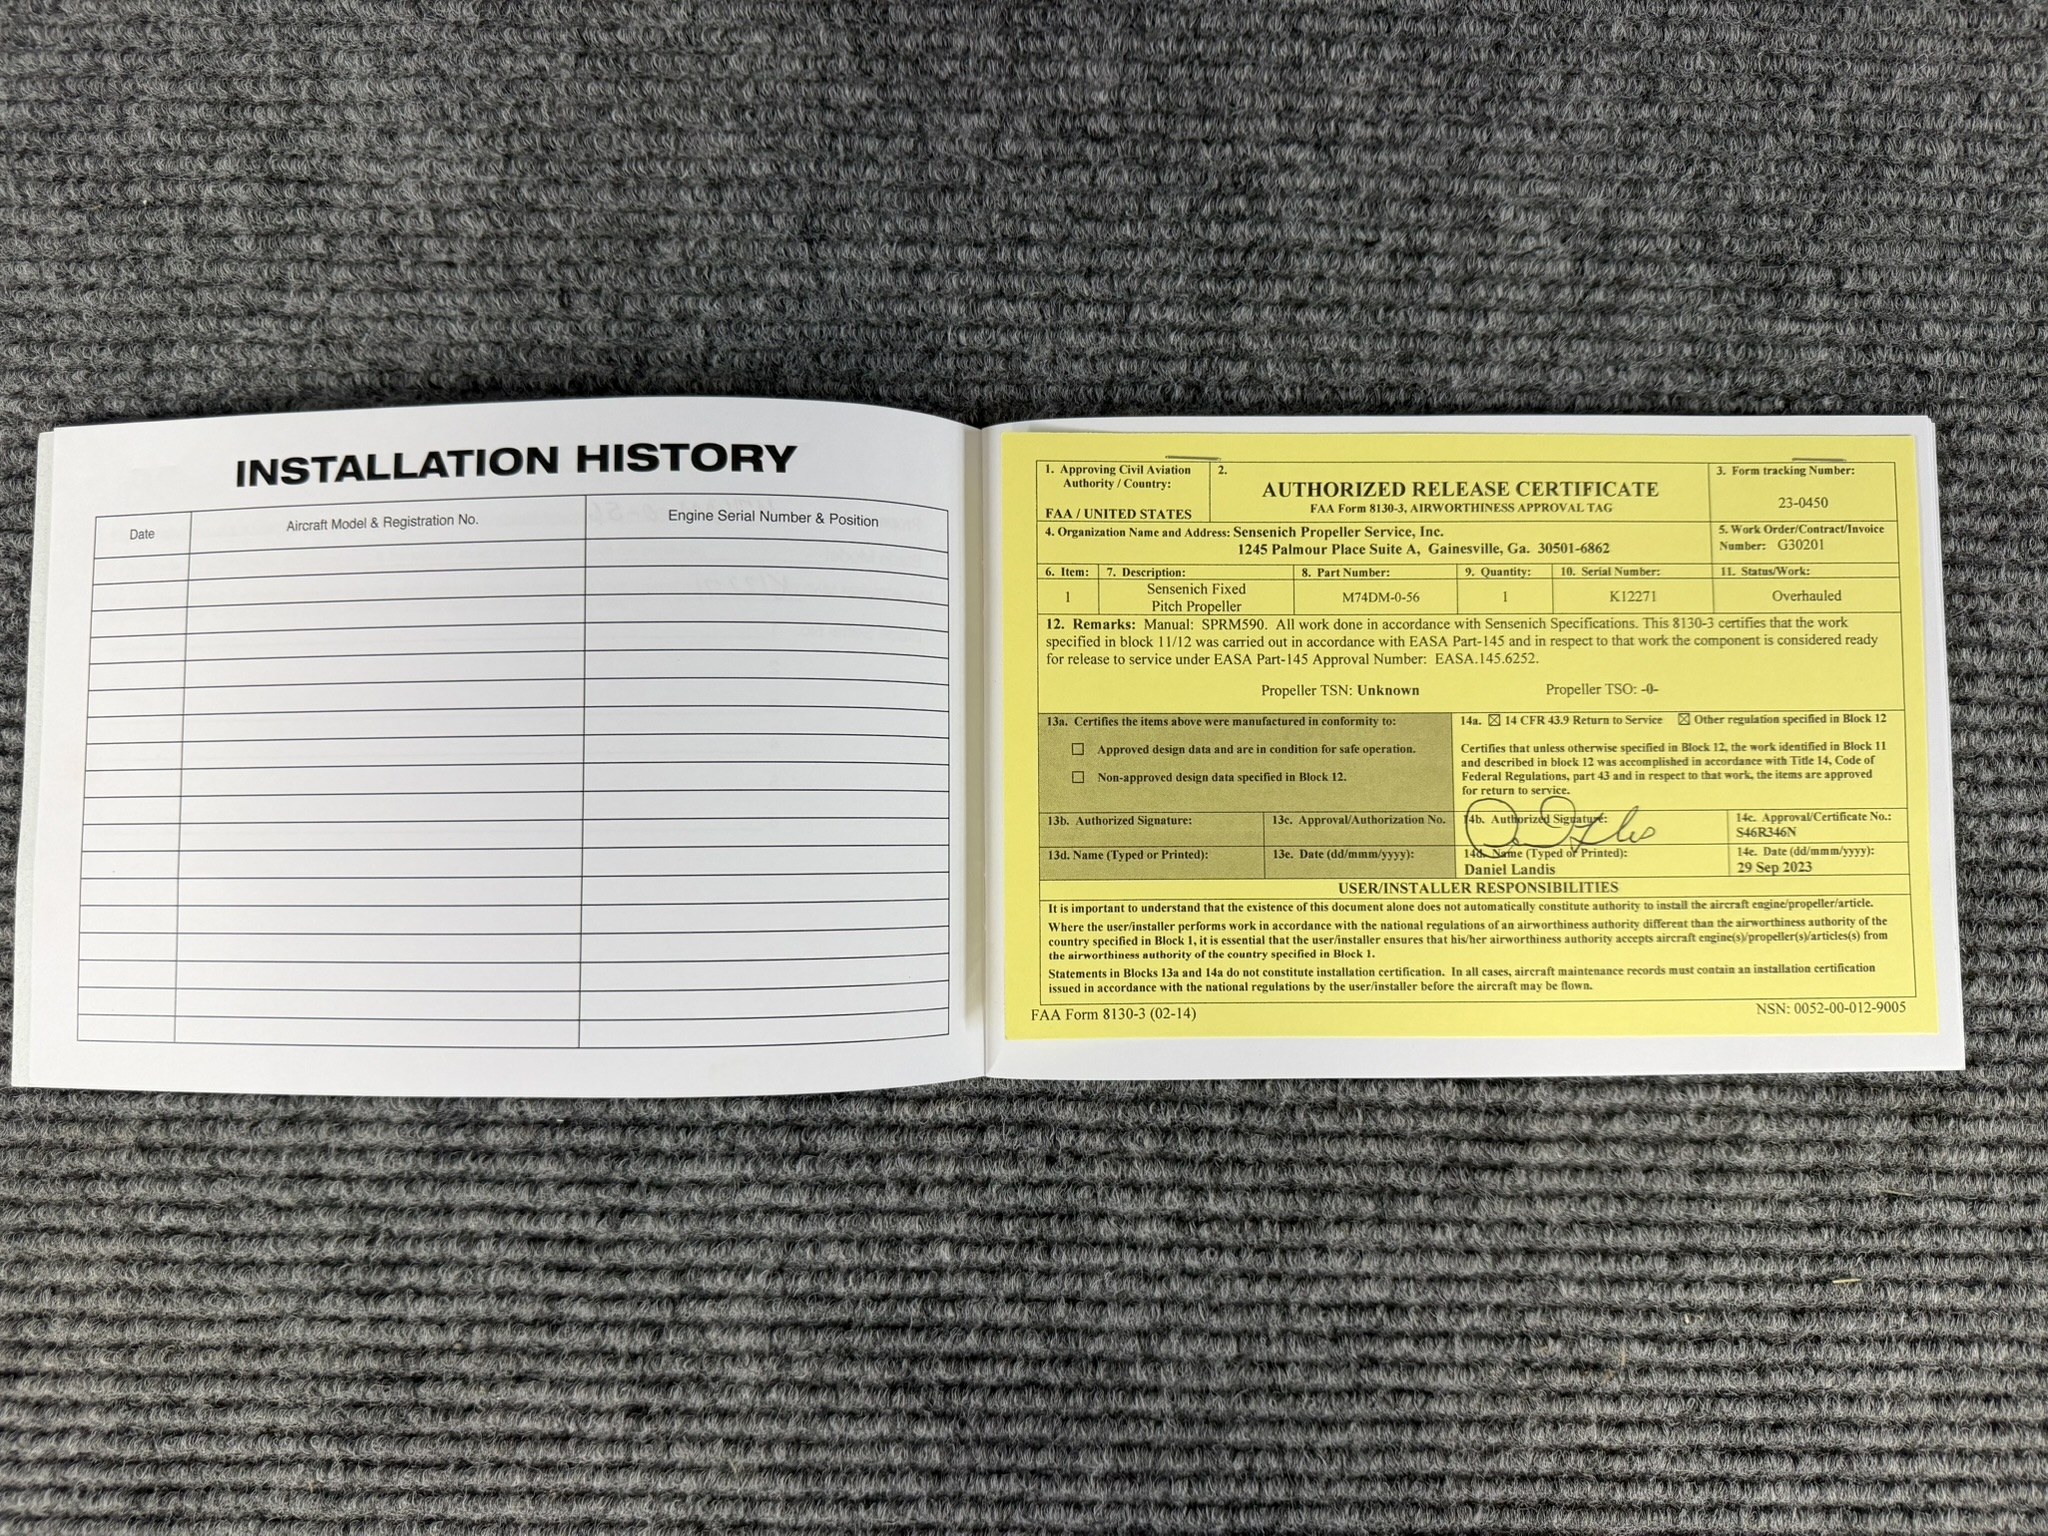 INSTALLATION HISTORY
Date
Aircraft Model & Registration No.
Engine Serial Number & Position
1. Approving Civil Aviation
Authority / Country:
FAA / UNITED STATES
2.
AUTHORIZED RELEASE CERTIFICATE
FAA Form 8130-3, AIRWORTHINESS APPROVAL TAG
3. Form tracking Number:
23-0450
4. Organization Name and Address: Sensenich Propeller Service, Inc.
1245 Palmour Place Suite A, Gainesville, Ga. 30501-6862
5. Work Order/Contract/Invoice
Number: G30201
6. Item:
7. Description:
8. Part Number:
9. Quantity:
10. Serial Number:
11. Status/Work:
1
Sensenich Fixed
Pitch Propeller
M74DM-0-56
1
K12271
Overhauled
12. Remarks: Manual: SPRM590. All work done in accordance with Sensenich Specifications. This 8130-3 certifies that the work
specified in block 11/12 was carried out in accordance with EASA Part-145 and in respect to that work the component is considered ready
for release to service under EASA Part-145 Approval Number: EASA.145.6252.
Propeller TSN: Unknown
Propeller TSO: -0-
13a. Certifies the items above were manufactured in conformity to:
☐ Approved design data and are in condition for safe operation.
☐ Non-approved design data specified in Block 12.
14a. ☒ 14 CFR 43.9 Return to Service ☒ Other regulation specified in Block 12
Certifies that unless otherwise specified in Block 12, the work identified in Block 11
and described in block 12 was accomplished in accordance with Title 14, Code of
Federal Regulations, part 43 and in respect to that work, the items are approved
for return to service.
13b. Authorized Signature:
13c. Approval/Authorization No.
14b. Authorized Signature:
14c. Approval/Certificate No.:
S46R346N
13d. Name (Typed or Printed):
13e. Date (dd/mmm/yyyy):
14d. Name (Typed or Printed):
Daniel Landis
14e. Date (dd/mmm/yyyy):
29 Sep 2023
USER/INSTALLER RESPONSIBILITIES
It is important to understand that the existence of this document alone does not automatically constitute authority to install the aircraft engine/propeller/article.
Where the user/installer performs work in accordance with the national regulations of an airworthiness authority different than the airworthiness authority of the
country specified in Block 1, it is essential that the user/installer ensures that his/her airworthiness authority accepts aircraft engine(s)/propeller(s)/articles(s) from
the airworthiness authority of the country specified in Block 1.
Statements in Blocks 13a and 14a do not constitute installation certification. In all cases, aircraft maintenance records must contain an installation certification
issued in accordance with the national regulations by the user/installer before the aircraft may be flown.
FAA Form 8130-3 (02-14)
NSN: 0052-00-012-9005